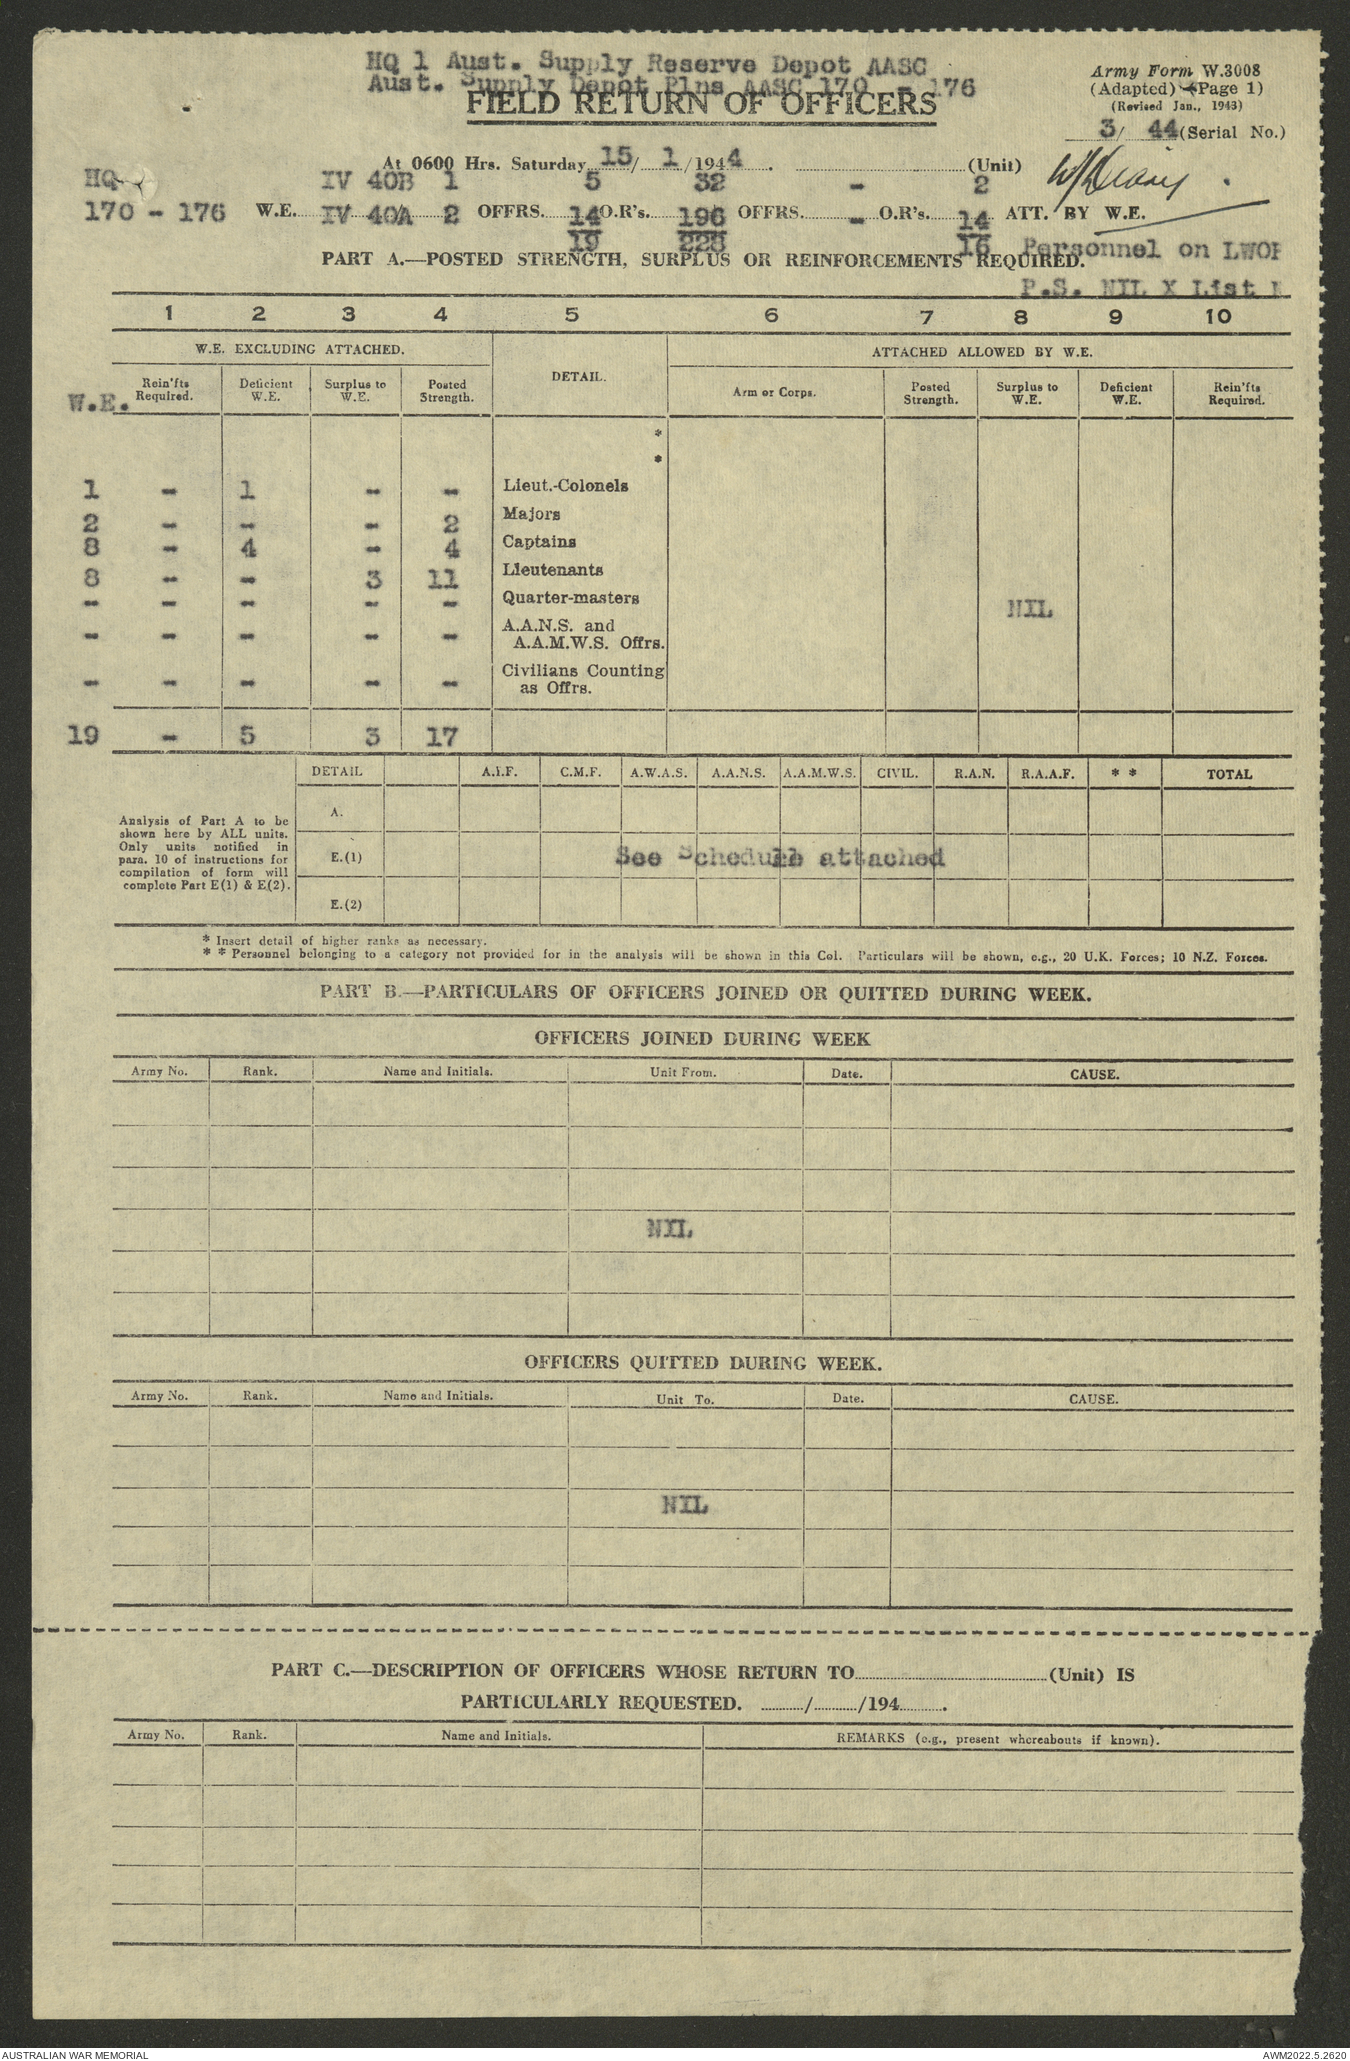 HQ 1 Aust. Supply Reserve Depot AASC
Aust. Supply Depot Plns AASC 170 - 176
FIELD RETURN OF OFFICERS
Army Form W.3008
(Adapted) (Page 1)
(Revised Jan., 1943)
3/ 44 (Serial No.)
At 0600 Hrs. Saturday 15/ 1 /1944. (Unit)
HQ IV 40B 1 5 32 - 2
170 - 176 W.E. IV 40A/ 2 OFFRS. 14 O.R's. 196 OFFRS. - O.R's. 14 ATT. BY W.E.
19 228 16 Personnel on LWOP
PART A.—POSTED STRENGTH, SURPLUS OR REINFORCEMENTS REQUIRED.
P.S. NIL X List
1 2 3 4 5 6 7 8 9 10
W.E. EXCLUDING ATTACHED. DETAIL. ATTACHED ALLOWED BY W.E.
W.E. Rein'fts Required. Deficient W.E. Surplus to W.E. Posted Strength. Arm or Corps. Posted Strength. Surplus to W.E. Deficient W.E. Rein'fts Required.
*
*
1 - 1 - - Lieut.-Colonels
2 - - - 2 Majors
8 - 4 - 4 Captains
8 - - 3 11 Lieutenants
- - - - - Quarter-masters NIL
- - - - - A.A.N.S. and
A.A.M.W.S. Offrs.
- - - - - Civilians Counting
as Offrs.
19 - 5 3 17
DETAIL A.I.F. C.M.F. A.W.A.S. A.A.N.S. A.A.M.W.S. CIVIL. R.A.N. R.A.A.F. * * TOTAL
Analysis of Part A to be
shown here by ALL units.
Only units notified in
para. 10 of instructions for
compilation of form will
complete Part E(1) & E(2).
A.
E.(1) See Schedule attached
E.(2)
* Insert detail of higher ranks as necessary.
* * Personnel belonging to a category not provided for in the analysis will be shown in this Col. Particulars will be shown, e.g., 20 U.K. Forces; 10 N.Z. Forces.
PART B.—PARTICULARS OF OFFICERS JOINED OR QUITTED DURING WEEK.
OFFICERS JOINED DURING WEEK
Army No. Rank. Name and Initials. Unit From. Date. CAUSE.
NIL
OFFICERS QUITTED DURING WEEK.
Army No. Rank. Name and Initials. Unit To. Date. CAUSE.
NIL
PART C.—DESCRIPTION OF OFFICERS WHOSE RETURN TO (Unit) IS
PARTICULARLY REQUESTED. / /194 .
Army No. Rank. Name and Initials. REMARKS (e.g., present whereabouts if known).
AUSTRALIAN WAR MEMORIAL AWM2022.5.2620